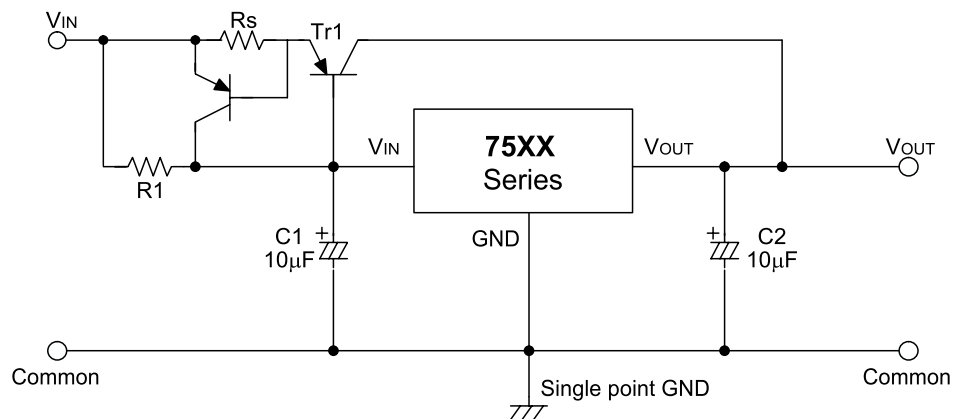 VIN
Rs
Tr1
R1
VIN
75XX
Series
VOUT
VOUT
GND
+
C1
10μF
+
C2
10μF
Common
Single point GND
Common